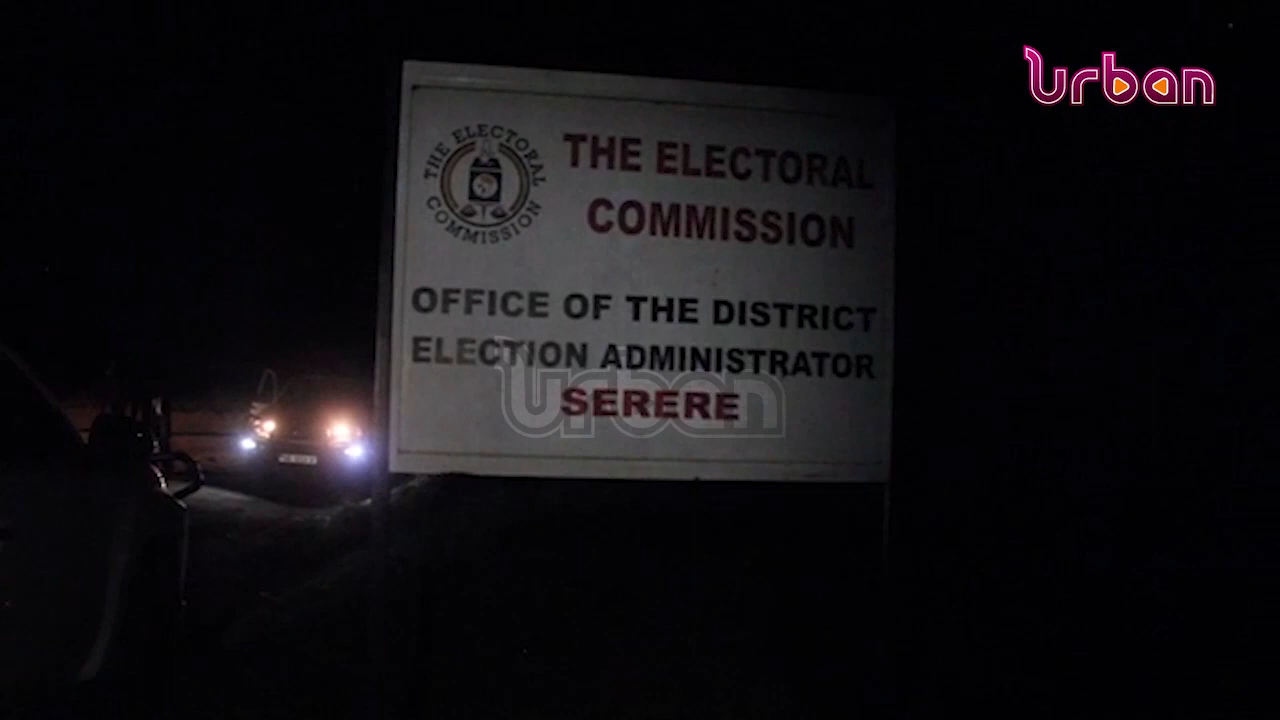 Urban
THE ELECTORAL COMMISSION
THE ELECTORAL
COMMISSION
OFFICE OF THE DISTRICT
ELECTION ADMINISTRATOR
SERERE
Urban